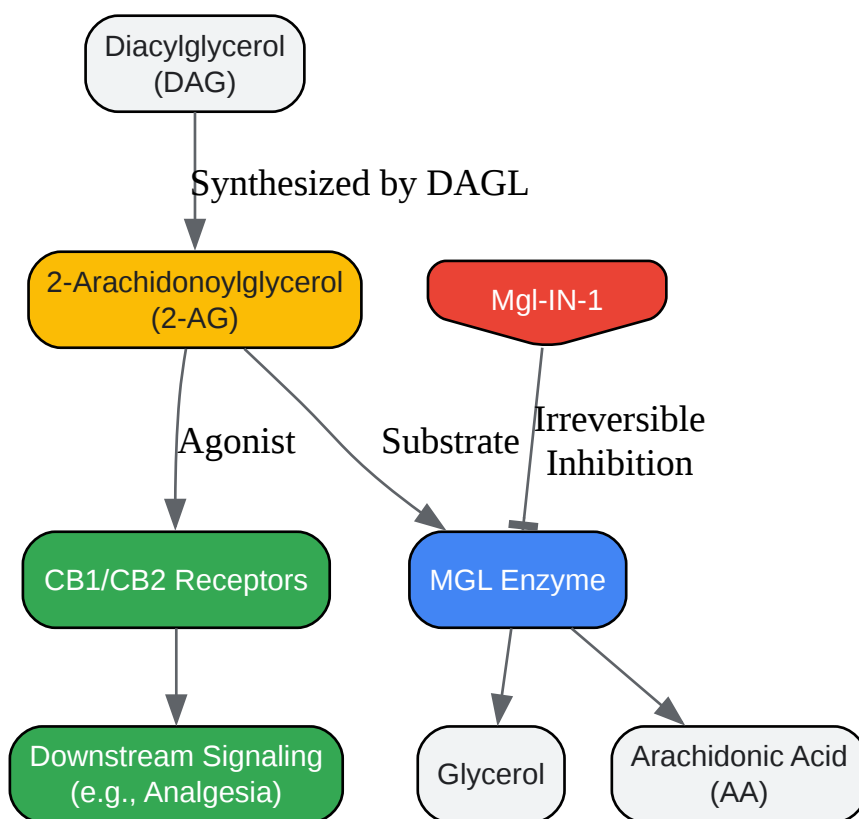 Diacylglycerol
(DAG)
Synthesized by DAGL
2-Arachidonoylglycerol
(2-AG)
Mgl-IN-1
Agonist
Substrate
Irreversible
Inhibition
CB1/CB2 Receptors
MGL Enzyme
Downstream Signaling
(e.g., Analgesia)
Glycerol
Arachidonic Acid
(AA)